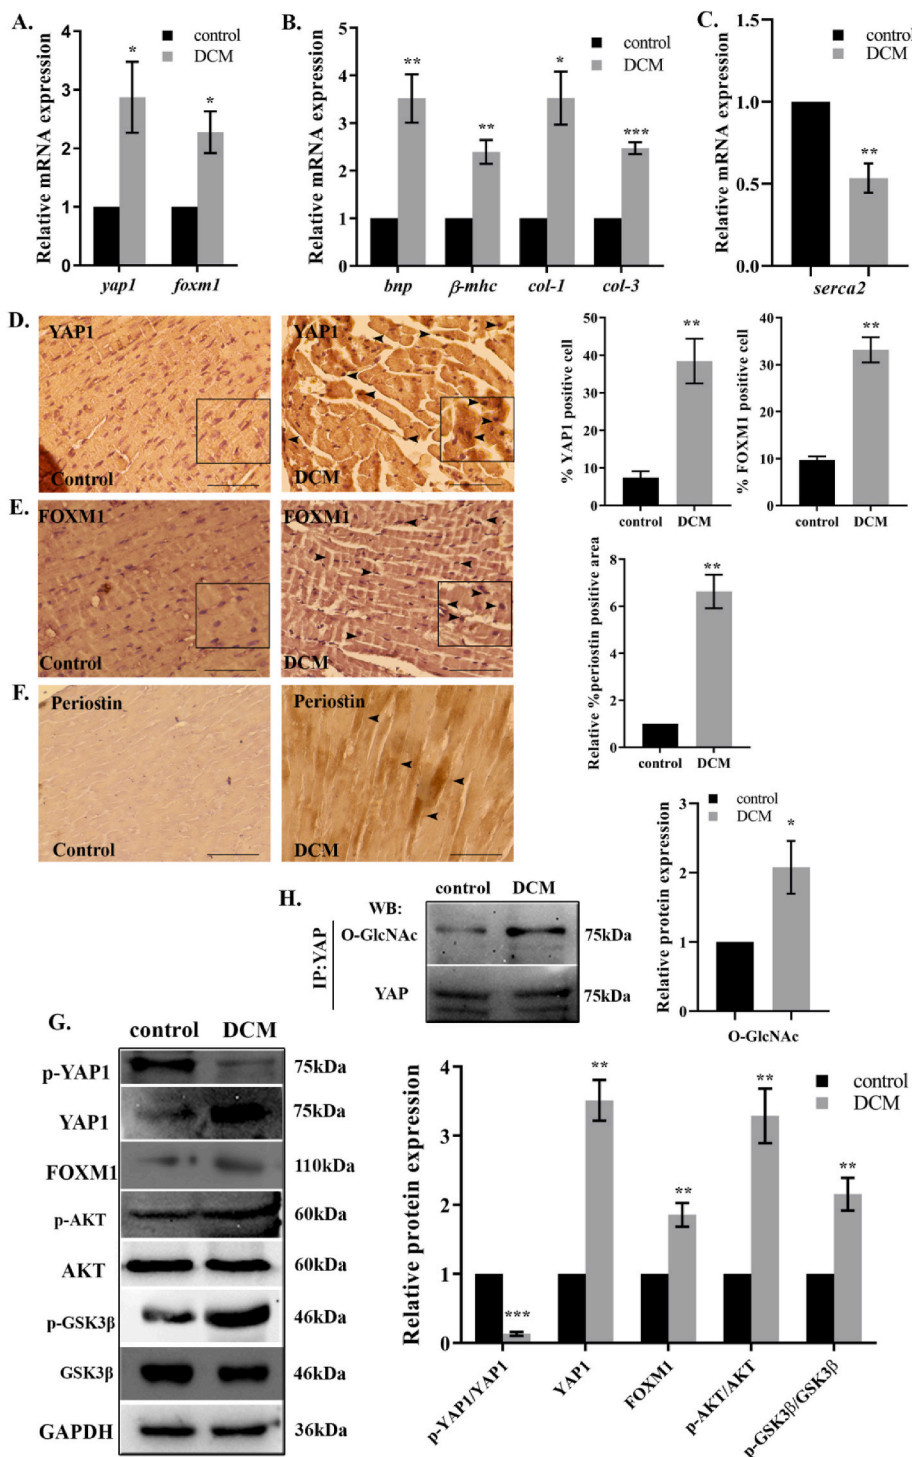 A.
Relative mRNA expression
4
3
2
1
0
control
DCM
*
*
yap1
foxm1
B.
Relative mRNA expression
5
4
3
2
1
0
control
DCM
**
**
*
***
bnp
β-mhc
col-1
col-3
C.
Relative mRNA expression
1.5
1.0
0.5
0.0
control
DCM
**
serca2
D.
YAP1
Control
YAP1
DCM
% YAP1 positive cell
50
40
30
20
10
0
**
control
DCM
% FOXM1 positive cell
40
30
20
10
0
**
control
DCM
E.
FOXM1
Control
FOXM1
DCM
Relative %periostin positive area
8
6
4
2
0
**
control
DCM
F.
Periostin
Control
Periostin
DCM
H.
control
DCM
WB:
IP:YAP
O-GlcNAc
75kDa
YAP
75kDa
Relative protein expression
3
2
1
0
control
DCM
*
O-GlcNAc
G.
control
DCM
p-YAP1
75kDa
YAP1
75kDa
FOXM1
110kDa
p-AKT
60kDa
AKT
60kDa
p-GSK3β
46kDa
GSK3β
46kDa
GAPDH
36kDa
Relative protein expression
4
3
2
1
0
control
DCM
***
**
**
**
**
p-YAP1/YAP1
YAP1
FOXM1
p-AKT/AKT
p-GSK3β/GSK3β